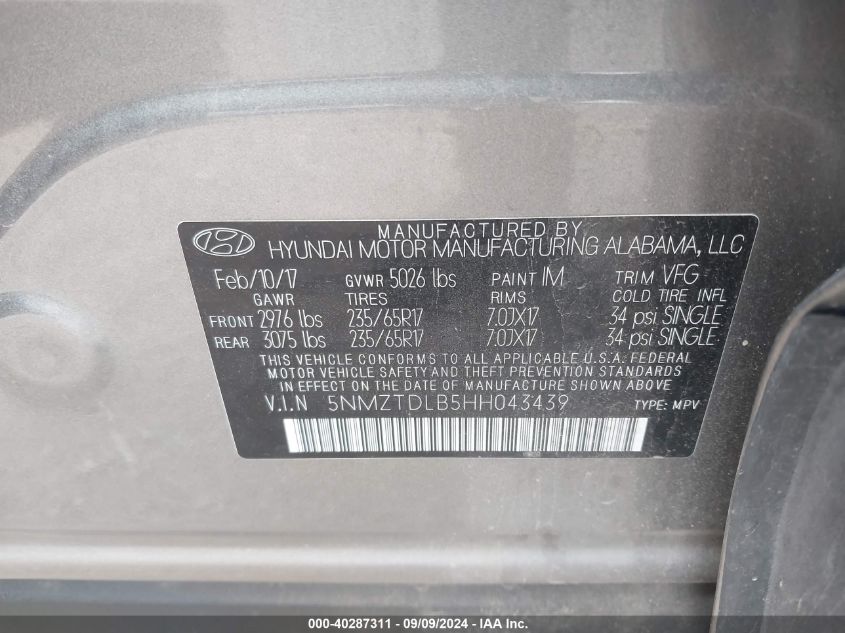 MANUFACTURED BY
HYUNDAI MOTOR MANUFACTURING ALABAMA, LLC
Feb/10/17 GVWR 5026 lbs PAINT IM TRIM VFG
GAWR TIRES RIMS COLD TIRE INFL
FRONT 2976 lbs 235/65R17 7.0JX17 34 psi SINGLE
REAR 3075 lbs 235/65R17 7.0JX17 34 psi SINGLE
THIS VEHICLE CONFORMS TO ALL APPLICABLE U.S.A. FEDERAL
MOTOR VEHICLE SAFETY AND THEFT PREVENTION STANDARDS
IN EFFECT ON THE DATE OF MANUFACTURE SHOWN ABOVE
V.I.N 5NMZTDLB5HH043439 TYPE: MPV
000-40287311 - 09/09/2024 - Copyright © IAA, LLC.